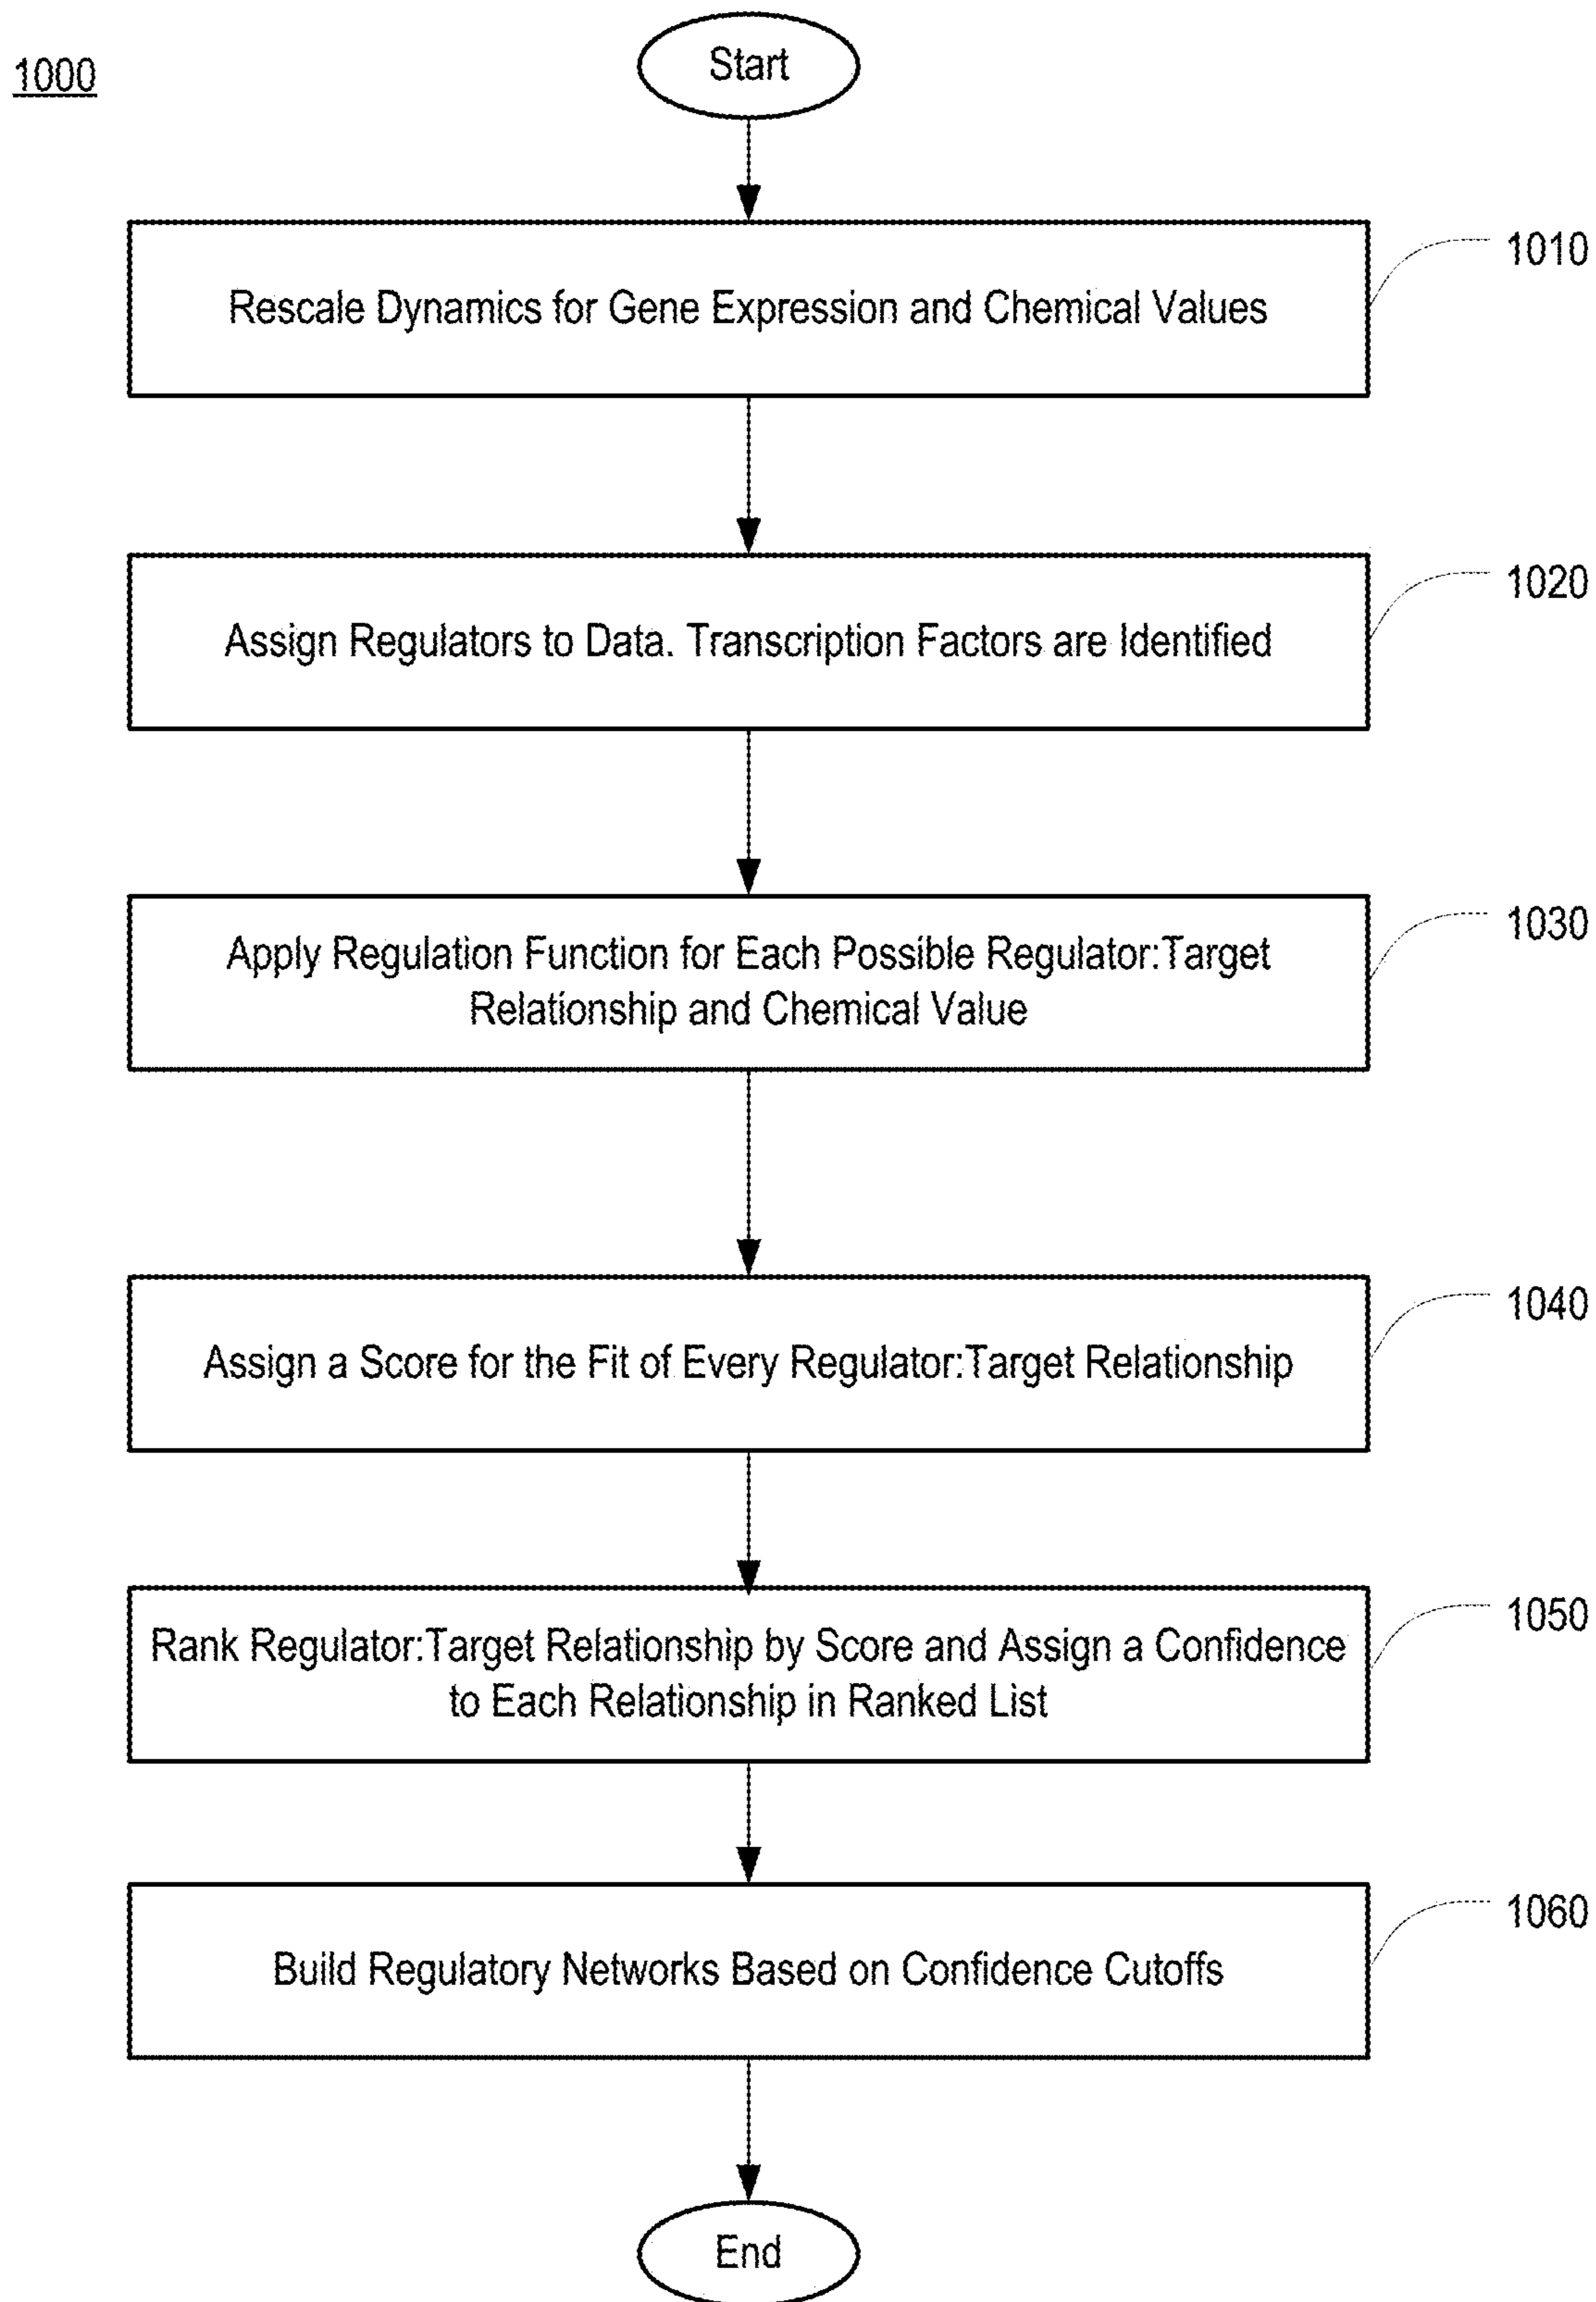 1000
Start
1010
Rescale Dynamics for Gene Expression and Chemical Values
1020
Assign Regulators to Data. Transcription Factors are Identified
1030
Apply Regulation Function for Each Possible Regulator:Target
Relationship and Chemical Value
1040
Assign a Score for the Fit of Every Regulator:Target Relationship
1050
Rank Regulator:Target Relationship by Score and Assign a Confidence
to Each Relationship in Ranked List
1060
Build Regulatory Networks Based on Confidence Cutoffs
End